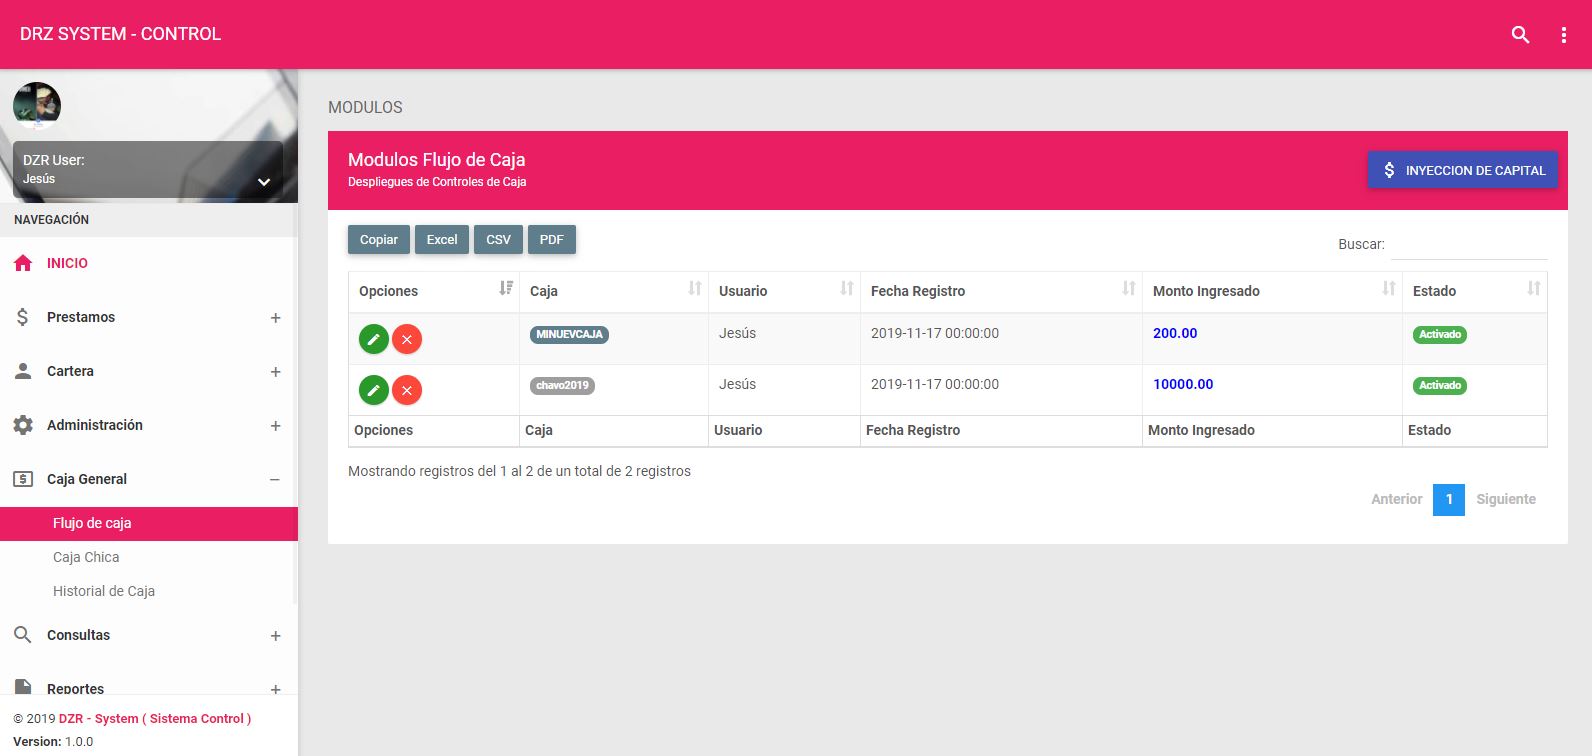 DRZ SYSTEM - CONTROL
DZR User:
Jesús
NAVEGACIÓN
INICIO
Prestamos
Cartera
Administración
Caja General
Flujo de caja
Caja Chica
Historial de Caja
Consultas
Reportes
© 2019 DZR - System ( Sistema Control )
Version: 1.0.0
MODULOS
Modulos Flujo de Caja
Despliegues de Controles de Caja
$ INYECCION DE CAPITAL
Copiar Excel CSV PDF
Buscar:
Opciones Caja Usuario Fecha Registro Monto Ingresado Estado
MINUEVCAJA Jesús 2019-11-17 00:00:00 200.00 Activado
chavo2019 Jesús 2019-11-17 00:00:00 10000.00 Activado
Opciones Caja Usuario Fecha Registro Monto Ingresado Estado
Mostrando registros del 1 al 2 de un total de 2 registros
Anterior 1 Siguiente